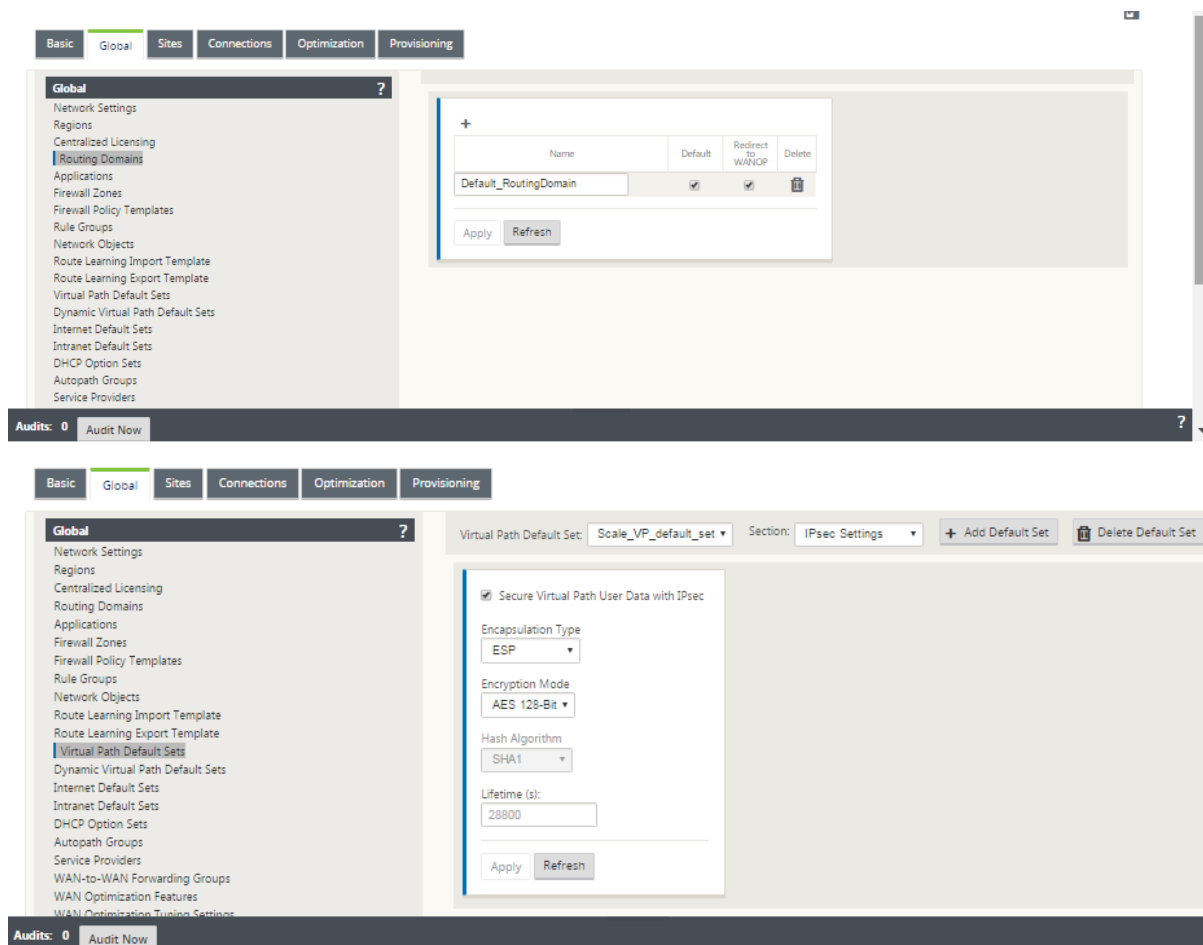 Basic Global Sites Connections Optimization Provisioning
Global ?
Network Settings
Regions
Centralized Licensing
Routing Domains
Applications
Firewall Zones
Firewall Policy Templates
Rule Groups
Network Objects
Route Learning Import Template
Route Learning Export Template
Virtual Path Default Sets
Dynamic Virtual Path Default Sets
Internet Default Sets
Intranet Default Sets
DHCP Option Sets
Autopath Groups
Service Providers
+
Name Default Redirect to WANOP Delete
Default_RoutingDomain
Apply Refresh
Audits: 0 Audit Now ?
Basic Global Sites Connections Optimization Provisioning
Global ?
Network Settings
Regions
Centralized Licensing
Routing Domains
Applications
Firewall Zones
Firewall Policy Templates
Rule Groups
Network Objects
Route Learning Import Template
Route Learning Export Template
Virtual Path Default Sets
Dynamic Virtual Path Default Sets
Internet Default Sets
Intranet Default Sets
DHCP Option Sets
Autopath Groups
Service Providers
WAN-to-WAN Forwarding Groups
WAN Optimization Features
WAN Optimization Tuning Settings
Virtual Path Default Set: Scale_VP_default_set Section: IPsec Settings + Add Default Set Delete Default Set
Secure Virtual Path User Data with IPsec
Encapsulation Type
ESP
Encryption Mode
AES 128-Bit
Hash Algorithm
SHA1
Lifetime (s):
28800
Apply Refresh
Audits: 0 Audit Now